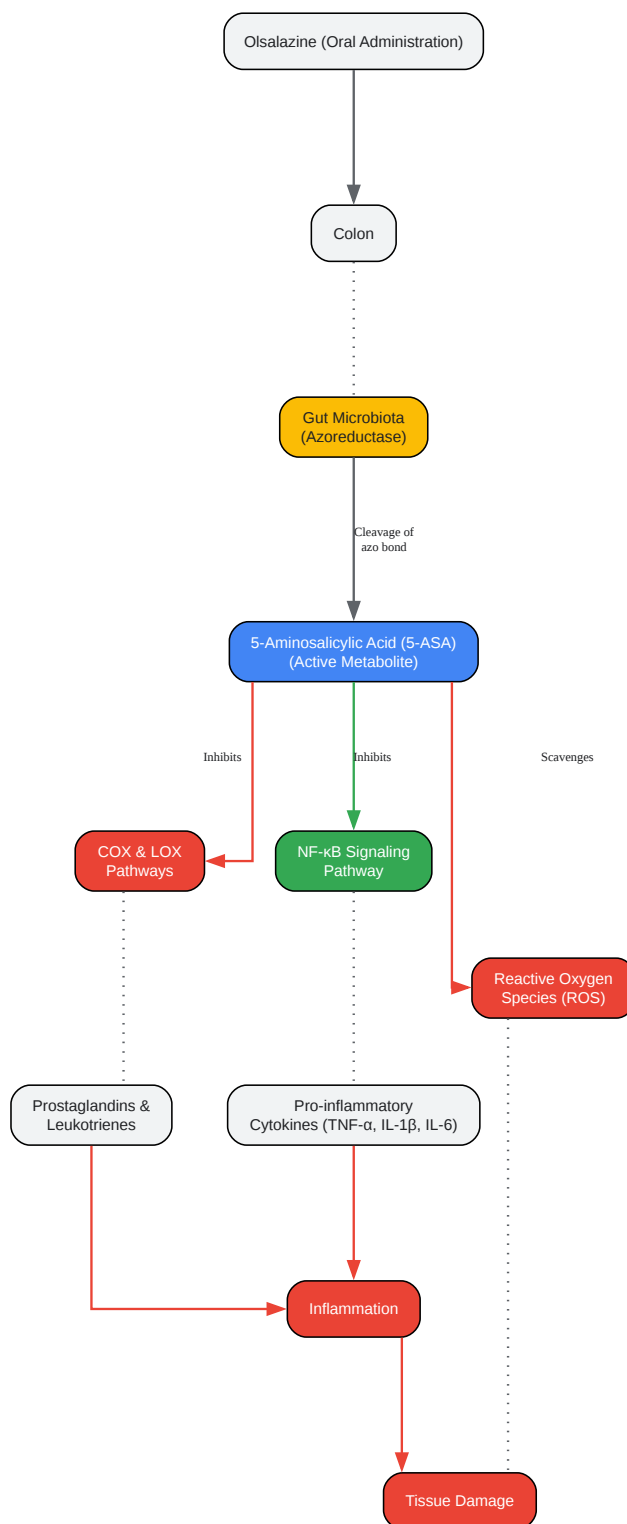 Olsalazine (Oral Administration)
Colon
Gut Microbiota
(Azoreductase)
Cleavage of
azo bond
5-Aminosalicylic Acid (5-ASA)
(Active Metabolite)
Inhibits
Inhibits
Scavenges
COX & LOX
Pathways
NF-κB Signaling
Pathway
Reactive Oxygen
Species (ROS)
Prostaglandins &
Leukotrienes
Pro-inflammatory
Cytokines (TNF-α, IL-1β, IL-6)
Inflammation
Tissue Damage